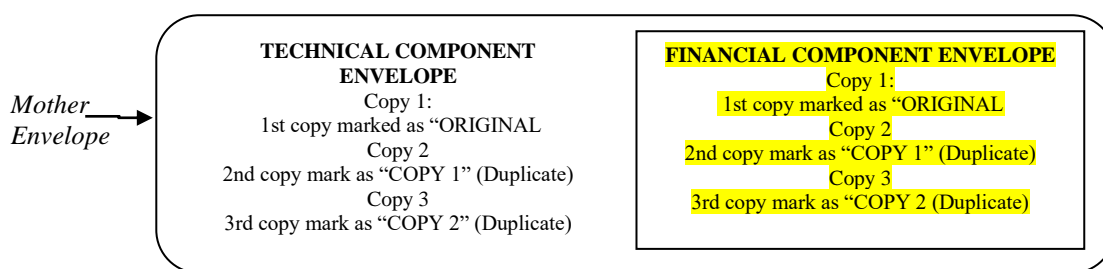 Mother
Envelope
TECHNICAL COMPONENT
ENVELOPE
Copy 1:
1st copy marked as “ORIGINAL
Copy 2
2nd copy mark as “COPY 1” (Duplicate)
Copy 3
3rd copy mark as “COPY 2” (Duplicate)
FINANCIAL COMPONENT ENVELOPE
Copy 1:
1st copy marked as “ORIGINAL
Copy 2
2nd copy mark as “COPY 1” (Duplicate)
Copy 3
3rd copy mark as “COPY 2 (Duplicate)